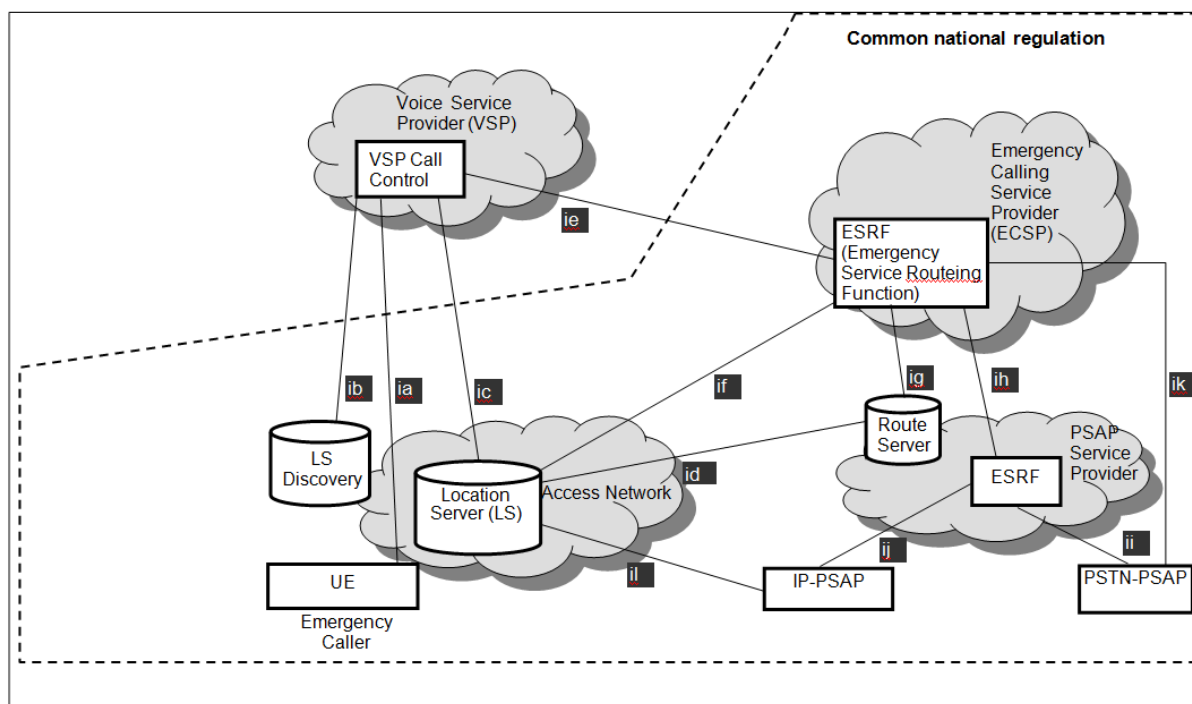 Common national regulation
Voice Service
Provider (VSP)
VSP Call
Control
Emergency
Calling
Service
Provider
(ECSP)
ie
ESRF
(Emergency
Service Routeing
Function)
ib
ia
ic
if
ig
ih
ik
LS
Discovery
Location
Server (LS)
Access Network
id
Route
Server
PSAP
Service
Provider
ESRF
il
ij
ii
UE
Emergency
Caller
IP-PSAP
PSTN-PSAP